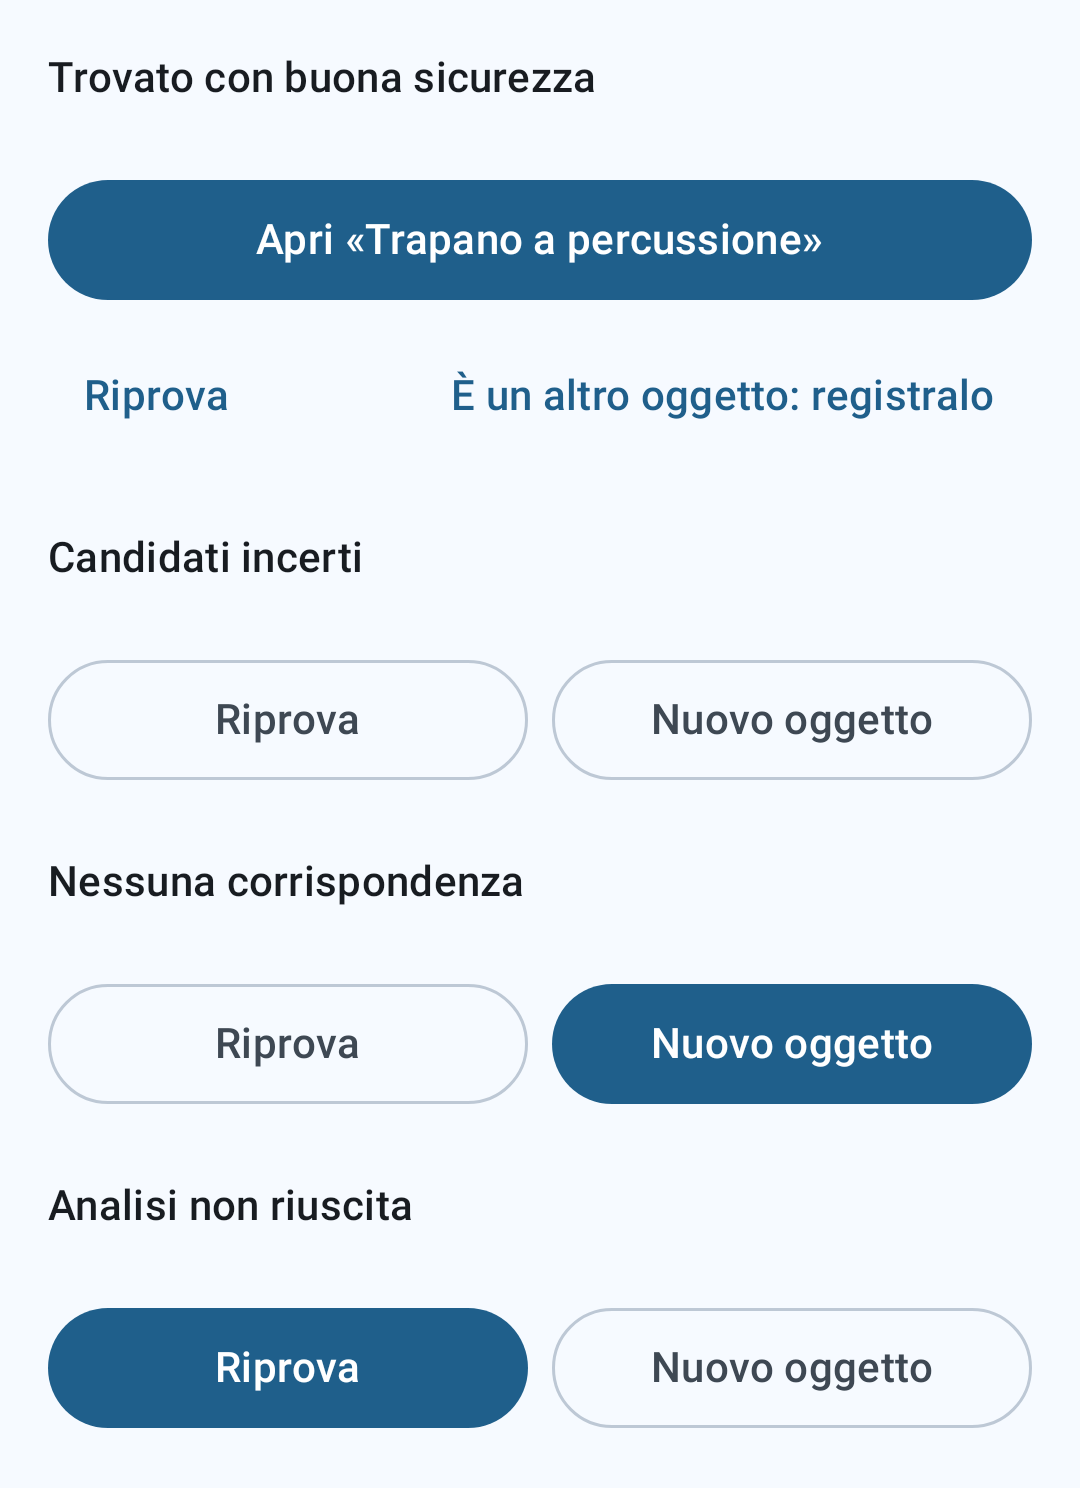 Trovato con buona sicurezza
Apri «Trapano a percussione»
Riprova
È un altro oggetto: registralo
Candidati incerti
Riprova
Nuovo oggetto
Nessuna corrispondenza
Riprova
Nuovo oggetto
Analisi non riuscita
Riprova
Nuovo oggetto